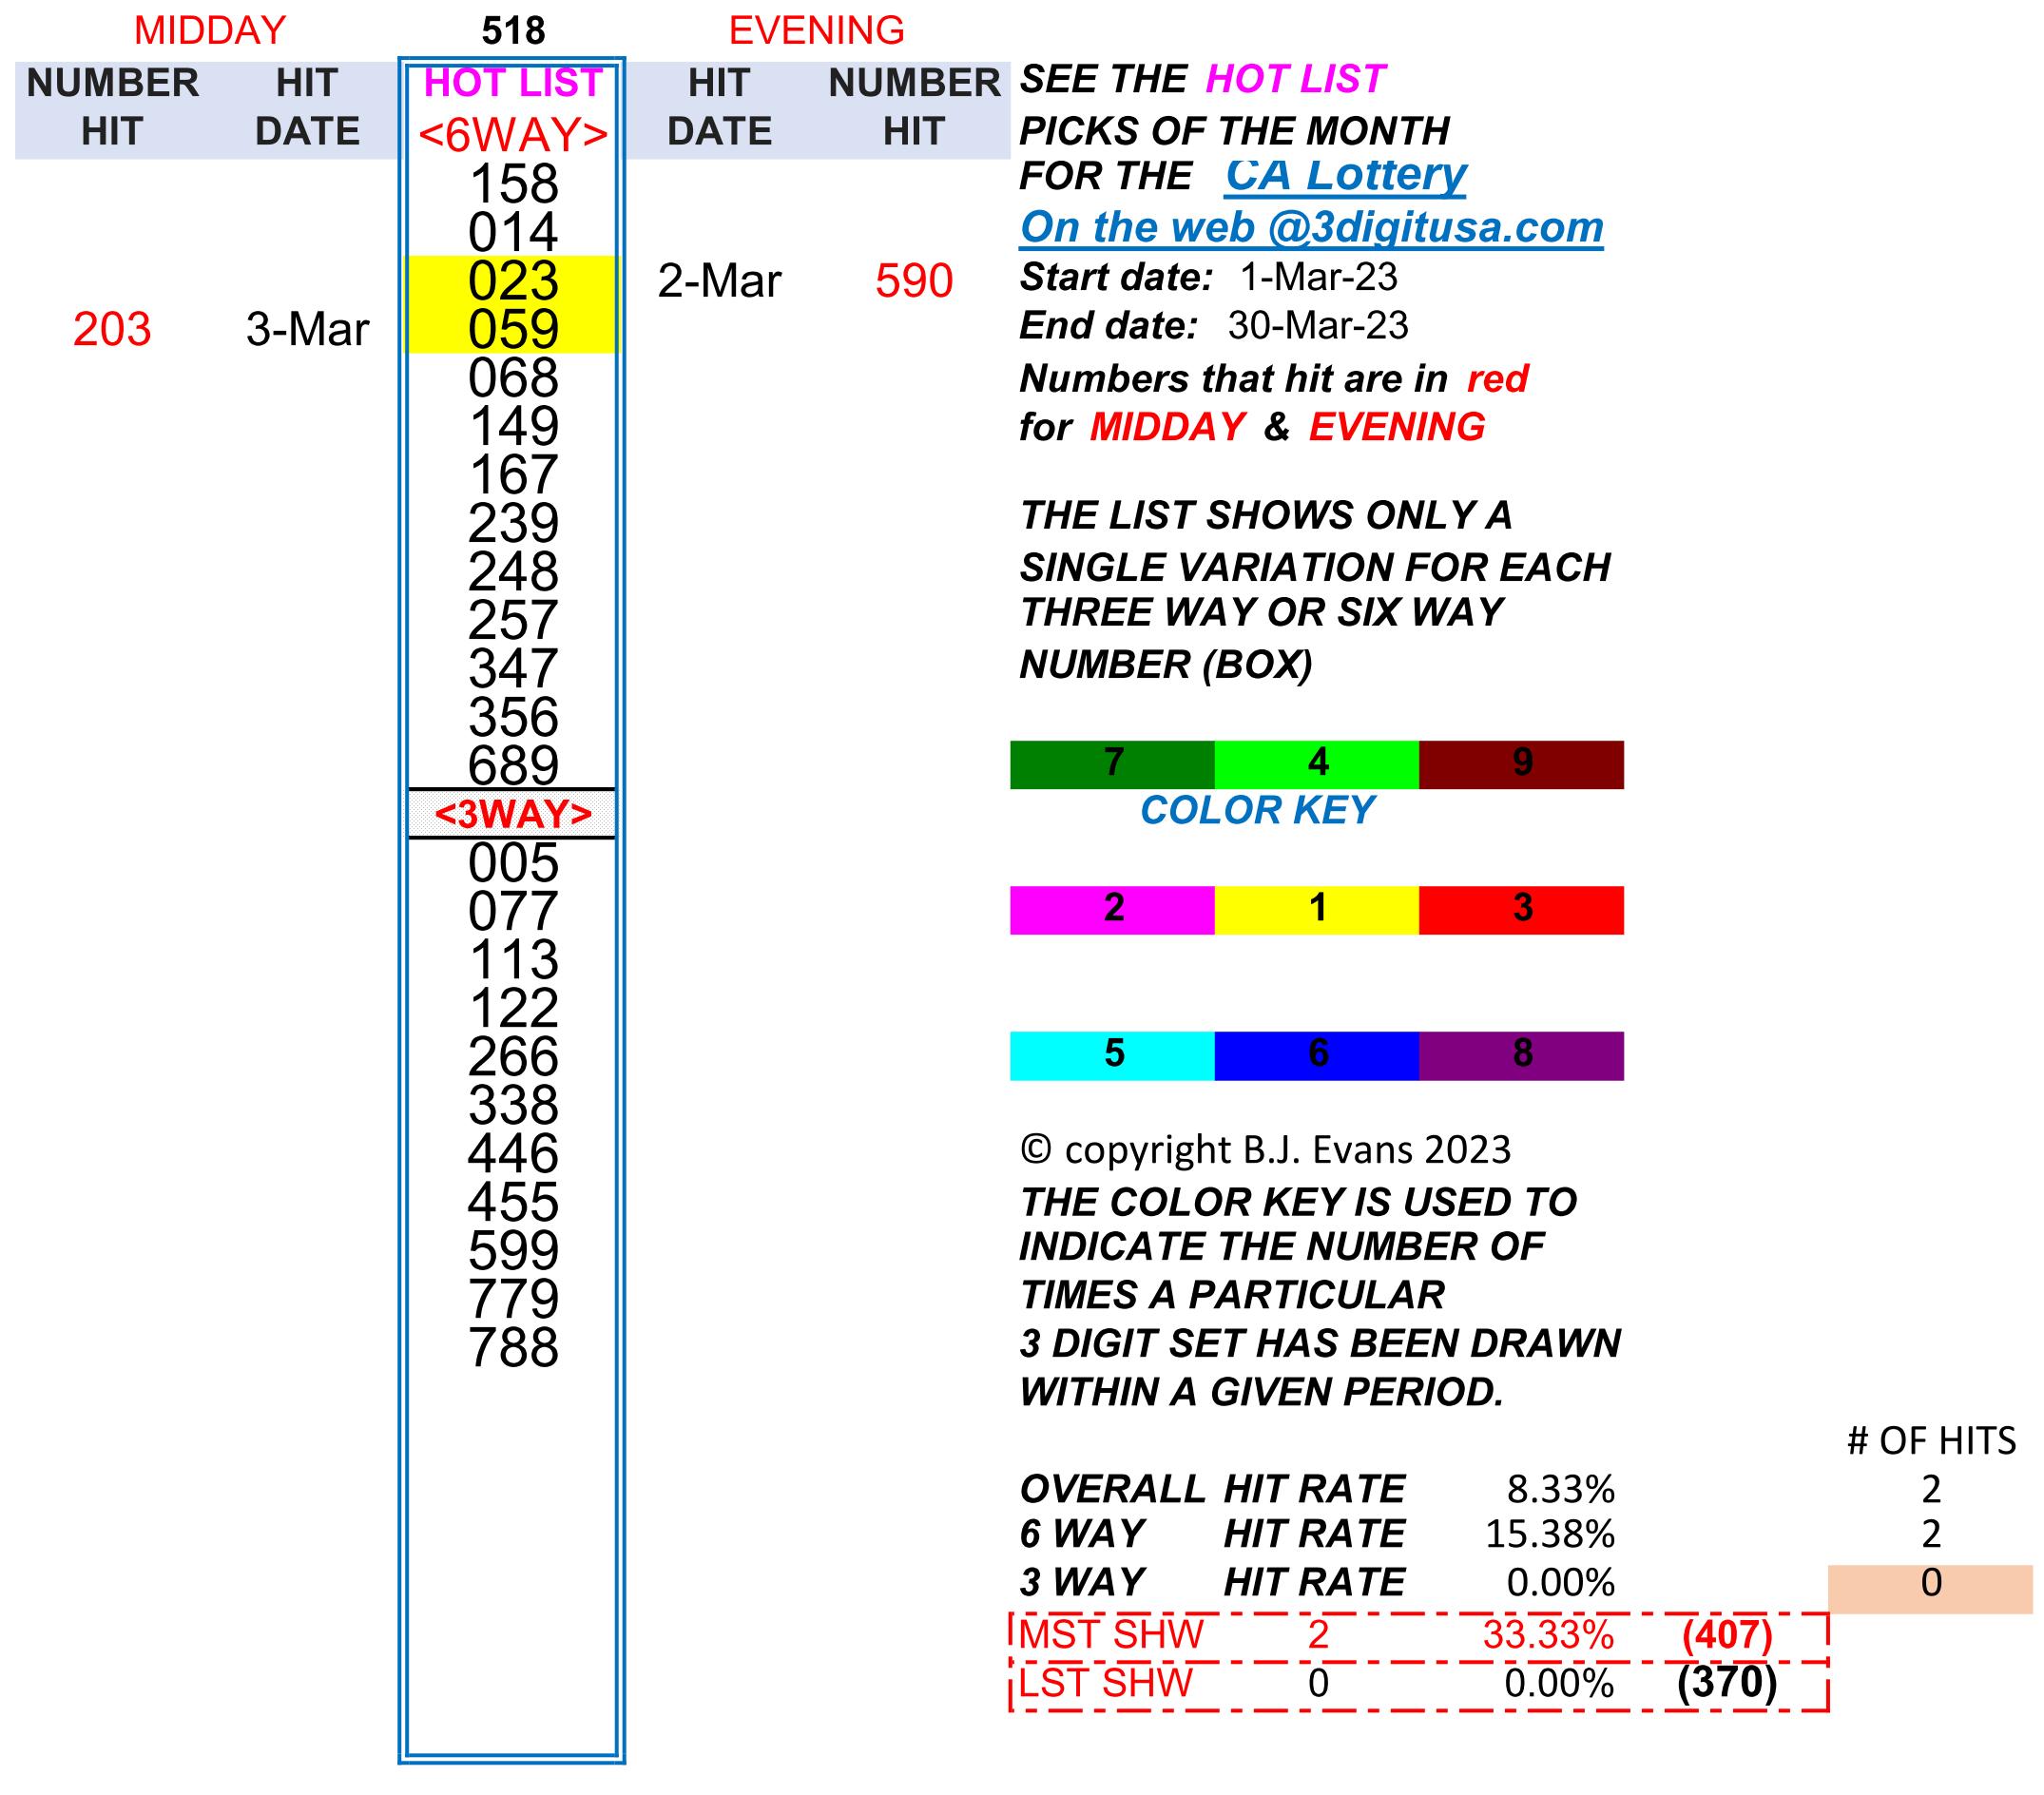 MIDDAY 518 EVENING
NUMBER HIT HOT LIST HIT NUMBER SEE THE HOT LIST
HIT DATE <6WAY> DATE HIT PICKS OF THE MONTH
158 FOR THE CA Lottery
014 On the web @3digitusa.com
023 2-Mar 590 Start date: 1-Mar-23
203 3-Mar 059 End date: 30-Mar-23
068 Numbers that hit are in red
149 for MIDDAY & EVENING
167
239 THE LIST SHOWS ONLY A
248 SINGLE VARIATION FOR EACH
257 THREE WAY OR SIX WAY
347 NUMBER (BOX)
356
689 7 4 9
<3WAY> COLOR KEY
005
077 2 1 3
113
122
266 5 6 8
338
446 © copyright B.J. Evans 2023
455 THE COLOR KEY IS USED TO
599 INDICATE THE NUMBER OF
779 TIMES A PARTICULAR
788 3 DIGIT SET HAS BEEN DRAWN
WITHIN A GIVEN PERIOD.
# OF HITS
OVERALL HIT RATE 8.33% 2
6 WAY HIT RATE 15.38% 2
3 WAY HIT RATE 0.00% 0
MST SHW 2 33.33% (407)
LST SHW 0 0.00% (370)